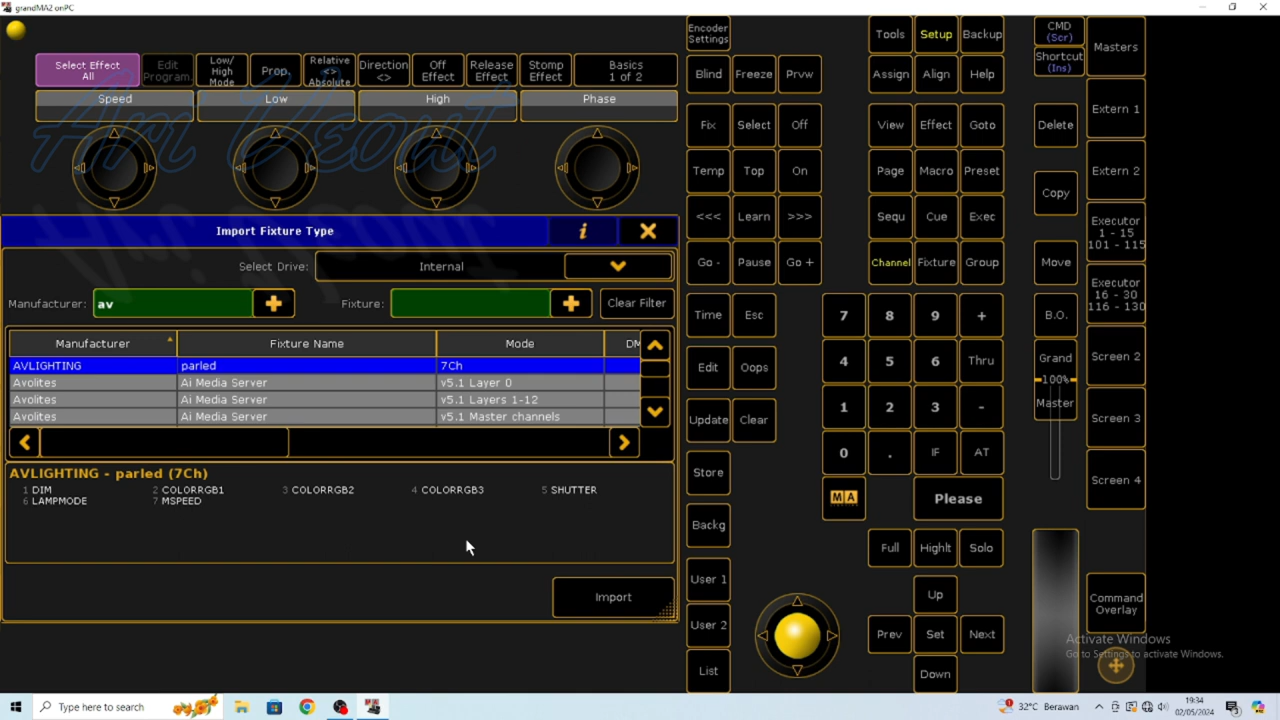 grandMA2 onPC
Select Effect
All
Edit
Program.
Low/
High
Mode
Prop.
Relative
<>
Absolute
Direction
<>
Off
Effect
Release
Effect
Stomp
Effect
Basics
1 of 2
Speed
Low
High
Phase
Import Fixture Type
Select Drive:
Internal
Manufacturer:
av
Fixture:
Clear Filter
Manufacturer
Fixture Name
Mode
DM
AVLIGHTING parled 7Ch
Avolites Ai Media Server v5.1 Layer 0
Avolites Ai Media Server v5.1 Layers 1-12
Avolites Ai Media Server v5.1 Master channels
AVLIGHTING - parled (7Ch)
1 DIM 2 COLORRGB1 3 COLORRGB2 4 COLORRGB3 5 SHUTTER
6 LAMPMODE 7 MSPEED
Import
Encoder
Settings
Tools
Setup
Backup
CMD
(Scr)
Masters
Blind
Freeze
Prvw
Assign
Align
Help
Shortcut
(Ins)
Extern 1
Fix
Select
Off
View
Effect
Goto
Delete
Temp
Top
On
Page
Macro
Preset
Copy
Extern 2
<<<
Learn
>>>
Sequ
Cue
Exec
Executor
1 - 15
101 - 115
Go -
Pause
Go +
Channel
Fixture
Group
Move
Executor
16 - 30
116 - 130
Time
Esc
7
8
9
+
B.O.
Edit
Oops
4
5
6
Thru
Grand
100%
Master
Screen 2
Update
Clear
1
2
3
-
Screen 3
Store
0
.
IF
AT
Screen 4
MA
Please
Backg
Full
Highlt
Solo
User 1
Up
Command
Overlay
User 2
Prev
Set
Next
List
Down
Activate Windows
Go to Settings to activate Windows.
Type here to search
32°C Berawan
19:34
02/05/2024
3